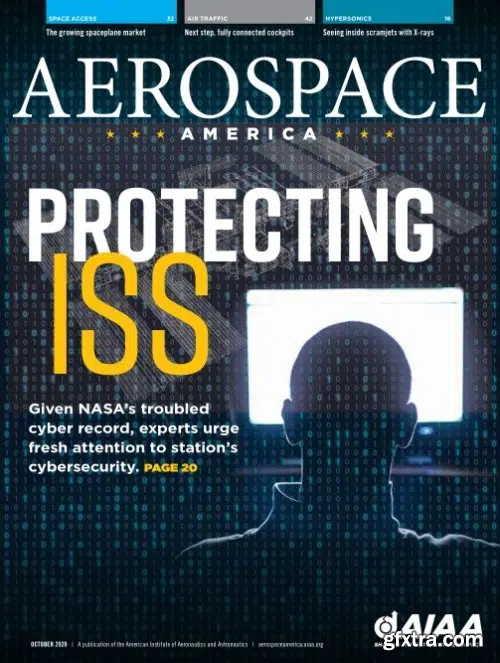 SPACE ACCESS 32
The growing spaceplane market
AIR TRAFFIC 42
Next step, fully connected cockpits
HYPERSONICS 16
Seeing inside scramjets with X-rays
AEROSPACE
★ ★ ★ AMERICA ★ ★ ★
PROTECTING
ISS
Given NASA's troubled
cyber record, experts urge
fresh attention to station's
cybersecurity. PAGE 20
AIAA
gfxtra.com
OCTOBER 2020 | A publication of the American Institute of Aeronautics and Astronautics | aerospaceamerica.aiaa.org